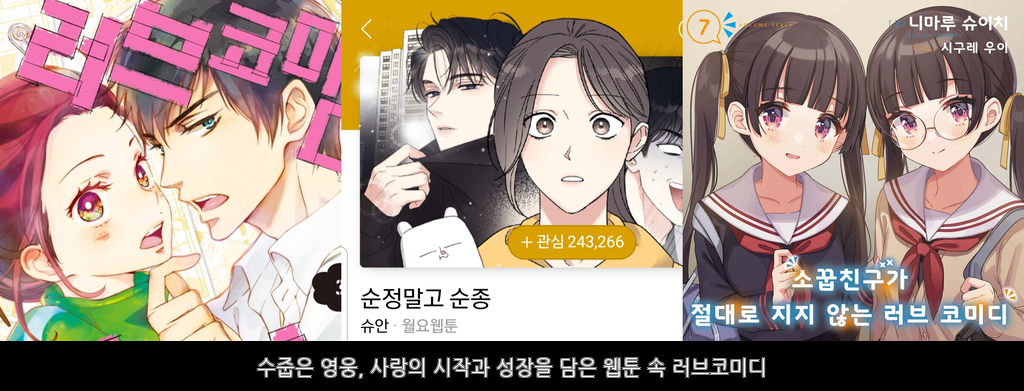 러브코미
3
+ 관심 243,266
순정말고 순종
슈안 · 월요웹툰
7
니마루 슈이치
시구레 우이
소꿉친구가
절대로 지지 않는 러브 코미디
수줍은 영웅, 사랑의 시작과 성장을 담은 웹툰 속 러브코미디